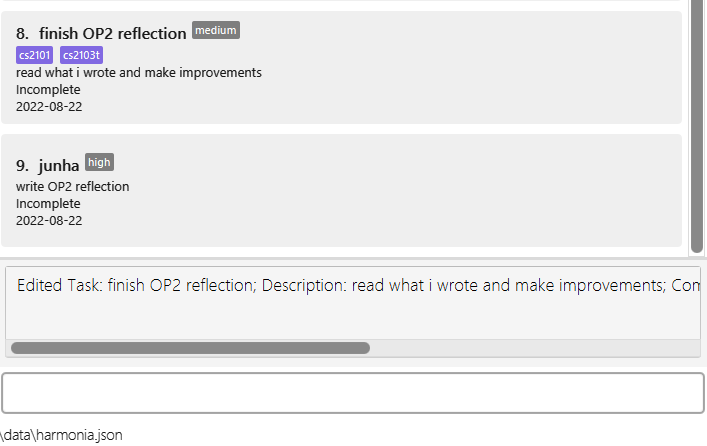 8. finish OP2 reflection medium
cs2101 cs2103t
read what i wrote and make improvements
Incomplete
2022-08-22
9. junha high
write OP2 reflection
Incomplete
2022-08-22
Edited Task: finish OP2 reflection; Description: read what i wrote and make improvements; Com
\data\harmonia.json